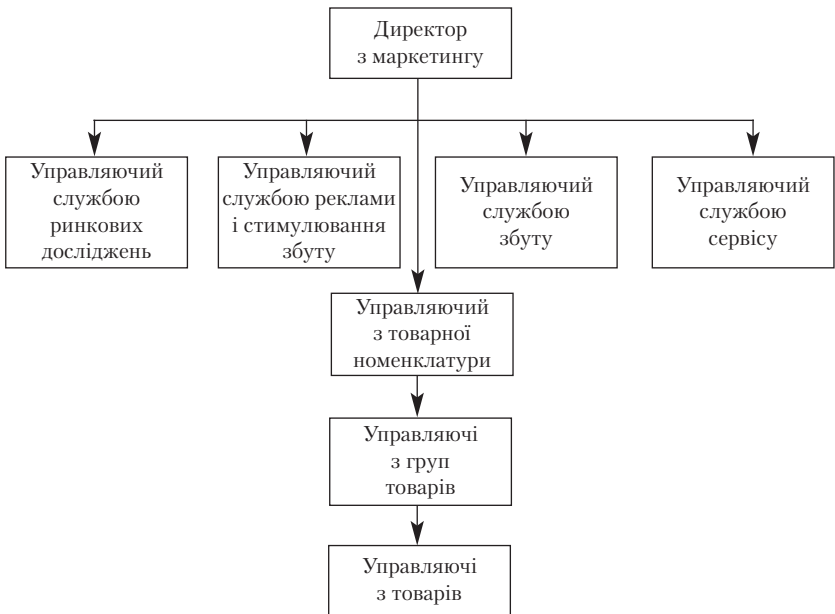 Директор
з маркетингу
Управляючий
службою
ринкових
досліджень
Управляючий
службою реклами
і стимулювання
збуту
Управляючий
службою
збуту
Управляючий
службою
сервісу
Управляючий
з товарної
номенклатури
Управляючі
з груп
товарів
Управляючі
з товарів